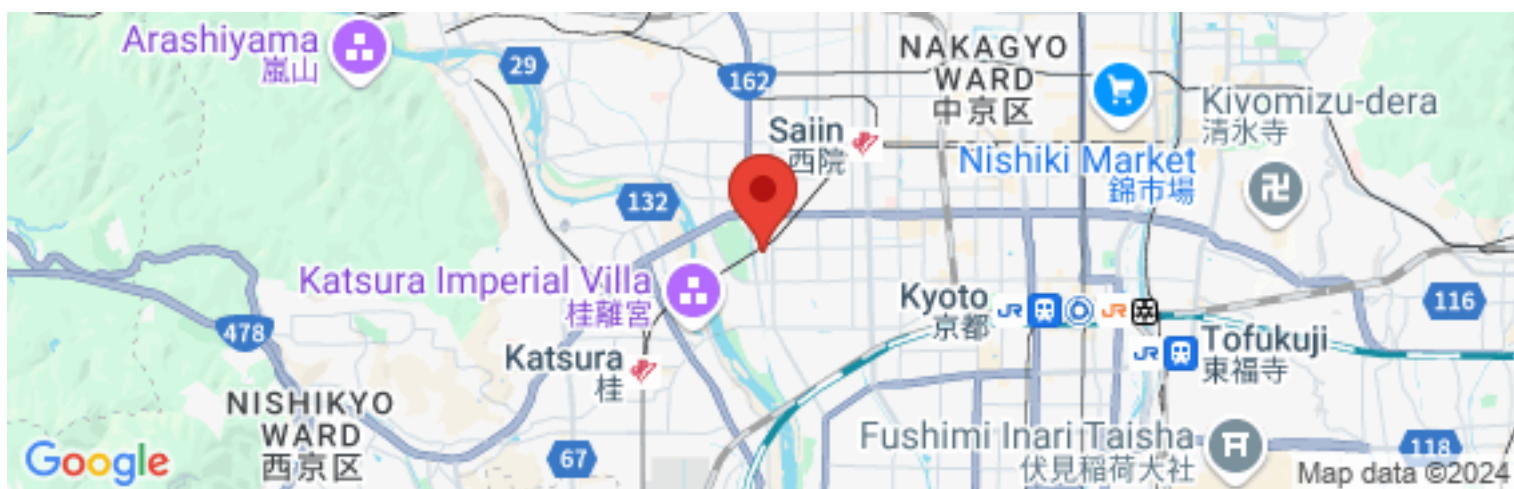 Arashiyama
嵐山
29
162
NAKAGYO
WARD
中京区
Kiyomizu-dera
清水寺
Saiin
西院
Nishiki Market
錦市場
132
Katsura Imperial Villa
桂離宮
Kyoto
京都
JR
JR
116
478
Tofukuji
東福寺
JR
Katsura
桂
NISHIKYO
WARD
西京区
67
Fushimi Inari Taisha
伏見稲荷大社
118
Google
Map data ©2024